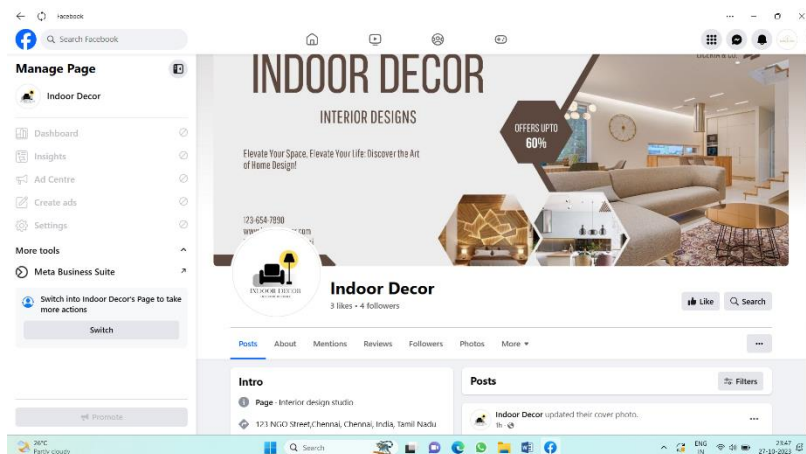 Facebook
Search Facebook
Manage Page
Indoor Decor
Dashboard
Insights
Ad Centre
Create ads
Settings
More tools
Meta Business Suite
Switch into Indoor Decor's Page to take
more actions
Switch
Promote
INDOOR DECOR
INTERIOR DESIGNS
OFFERS UPTO
60%
Elevate Your Space, Elevate Your Life: Discover the Art
of Home Design!
123-654-7890
INDOOR DECOR
Indoor Decor
3 likes • 4 followers
Like
Search
Posts
About
Mentions
Reviews
Followers
Photos
More
Intro
Page · Interior design studio
123 NGO Street,Chennai, Chennai, India, Tamil Nadu
Posts
Filters
Indoor Decor updated their cover photo.
1h
26°C
Partly cloudy
Search
ENG
IN
23:47
27-10-2023